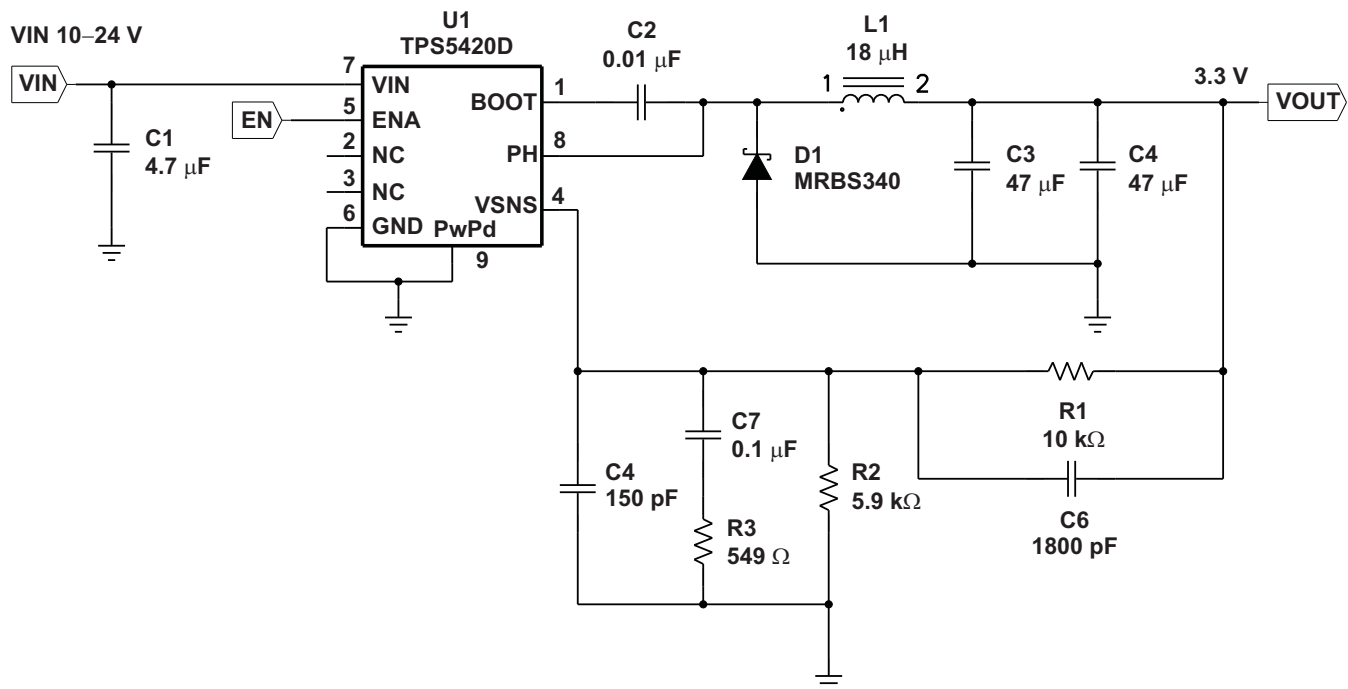 VIN 10–24 V
VIN
C1
4.7 μF
EN
U1
TPS5420D
7
VIN
5
ENA
2
NC
3
NC
6
GND
PwPd
9
BOOT
1
PH
8
VSNS
4
C2
0.01 μF
L1
18 μH
1
2
D1
MRBS340
C3
47 μF
C4
47 μF
3.3 V
VOUT
C4
150 pF
C7
0.1 μF
R3
549 Ω
R2
5.9 kΩ
R1
10 kΩ
C6
1800 pF